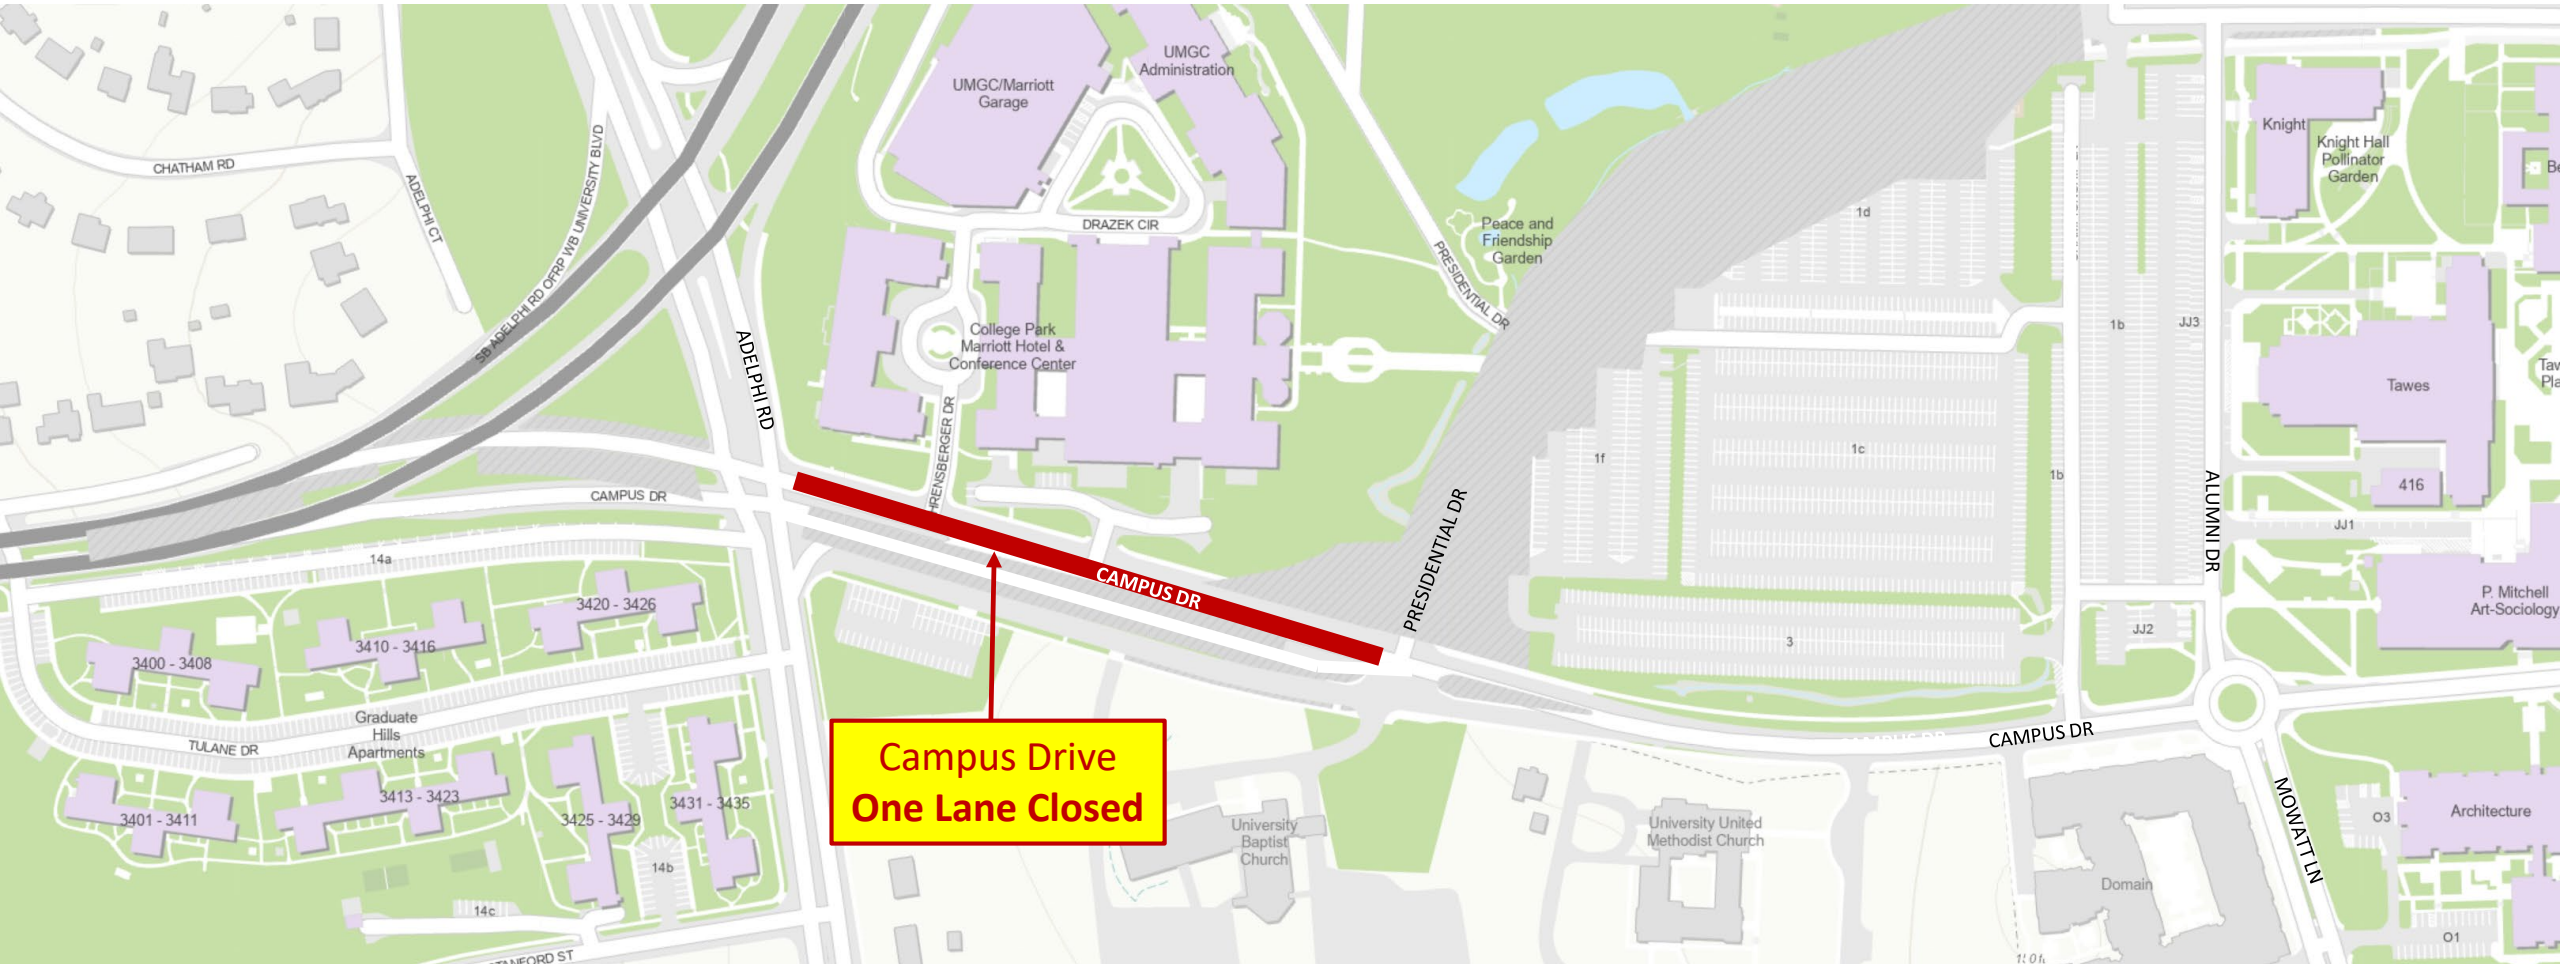 UMGC
Administration
UMGC/Marriott
Garage
CHATHAM RD
ADELPHI CT
SB ADELPHI RD OFRP WB UNIVERSITY BLVD
DRAZEK CIR
PRESIDENTIAL DR
Peace and
Friendship
Garden
1d
Knight
Knight Hall
Pollinator
Garden
ADELPHI RD
College Park
Marriott Hotel &
Conference Center
1b
JJ3
Tawes
1f
1c
1b
416
ALUMNI DR
JJ1
CAMPUS DR
PRESIDENTIAL DR
14a
CAMPUS DR
3420 - 3426
3410 - 3416
3400 - 3408
P. Mitchell
Art-Sociology
JJ2
3
Graduate
Hills
Apartments
TULANE DR
CAMPUS DR
Campus Drive
One Lane Closed
3413 - 3423
3401 - 3411
3425 - 3429
3431 - 3435
14b
14c
University
Baptist
Church
University United
Methodist Church
Domain
MOWATT LN
O3
Architecture
O1